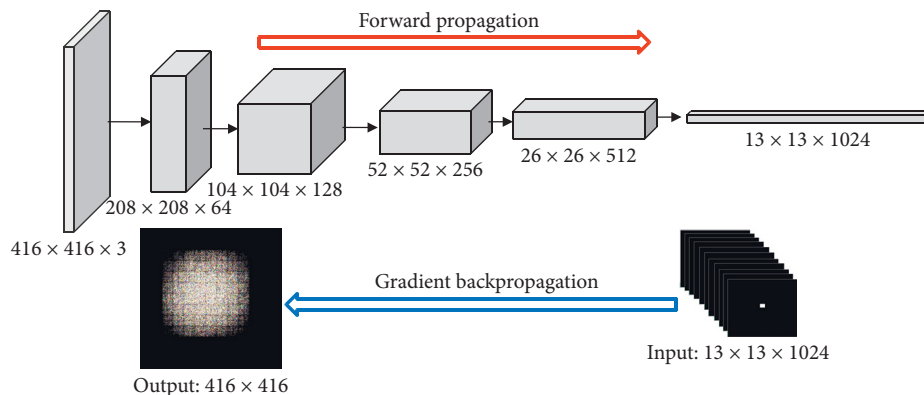 Forward propagation
416 × 416 × 3
208 × 208 × 64
104 × 104 × 128
52 × 52 × 256
26 × 26 × 512
13 × 13 × 1024
Gradient backpropagation
Output: 416 × 416
Input: 13 × 13 × 1024